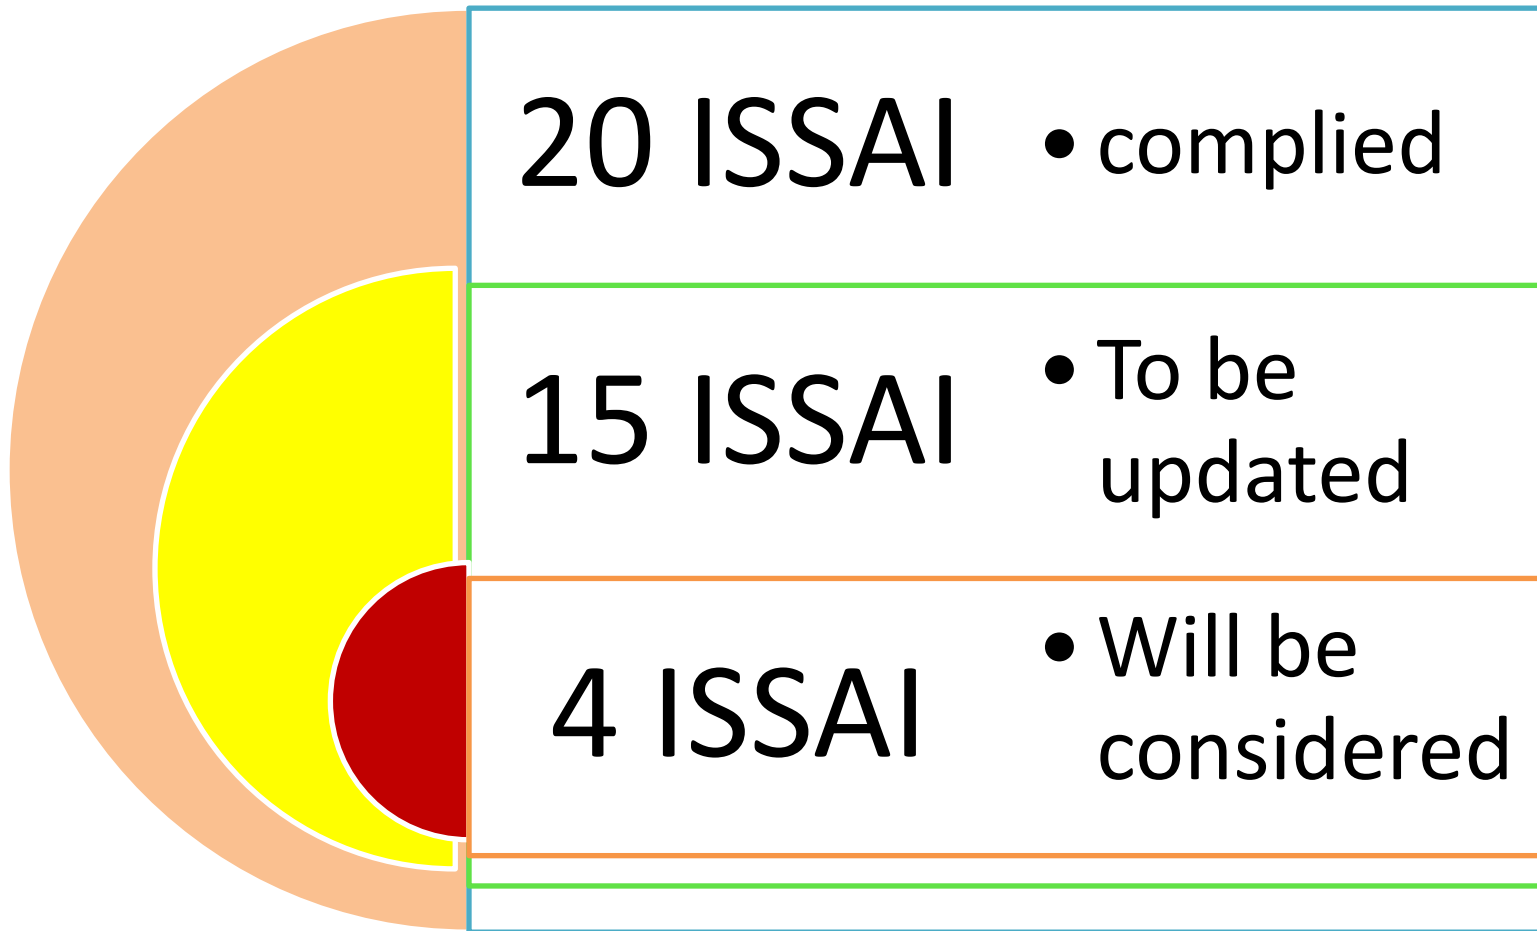 20 ISSAI
• complied
15 ISSAI
• To be
updated
4 ISSAI
• Will be
considered